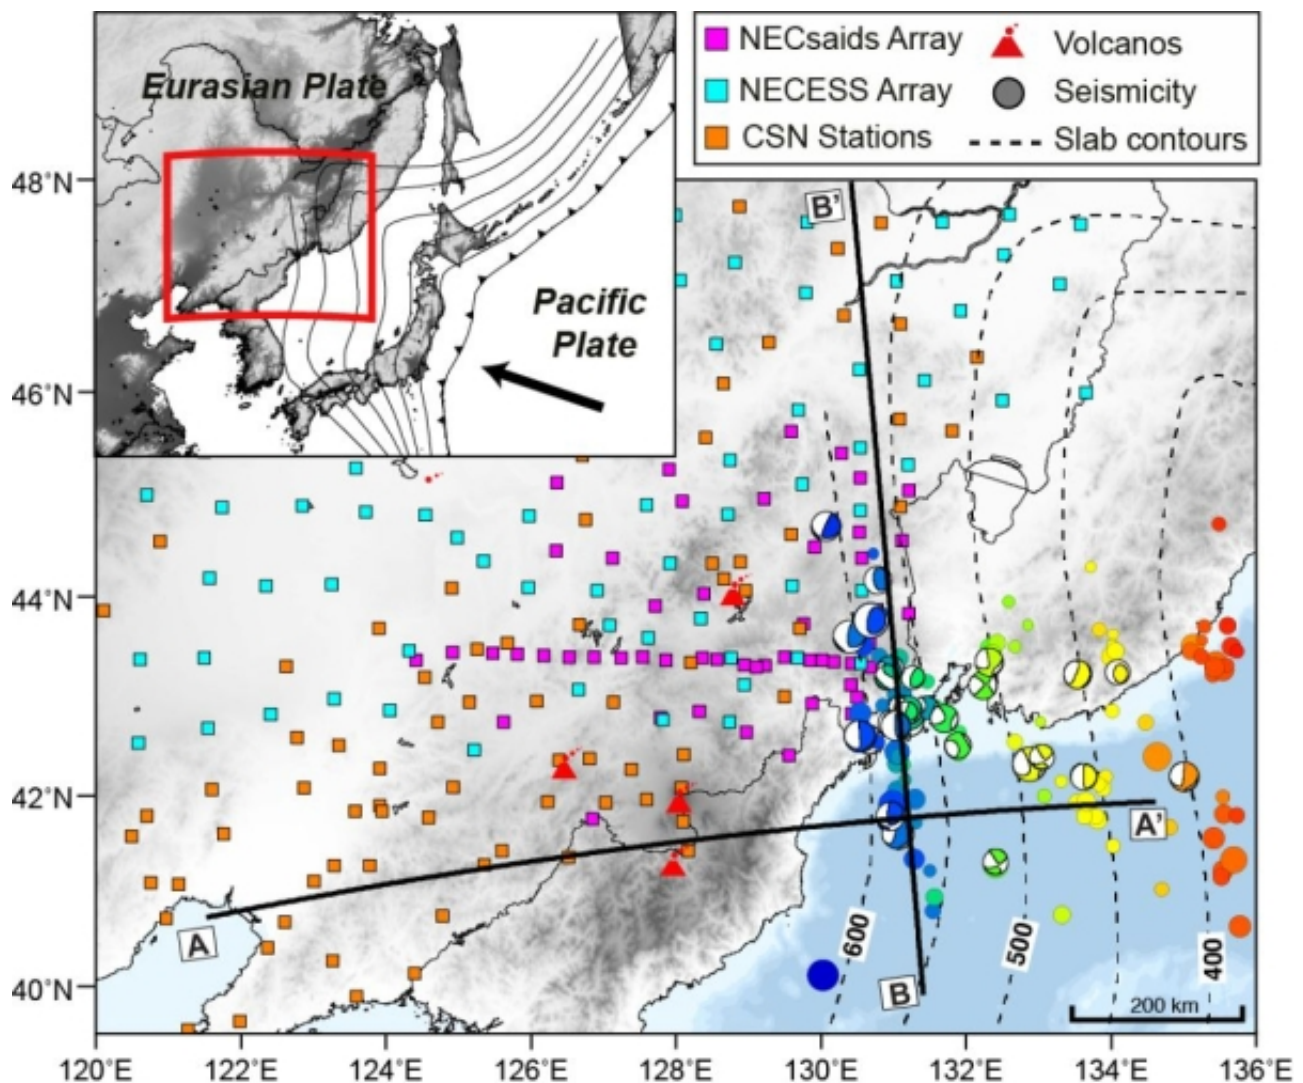 Eurasian Plate
Pacific
Plate
NECsaids Array
Volcanos
NECESS Array
Seismicity
CSN Stations
Slab contours
48°N
46°N
44°N
42°N
40°N
B'
A'
A
B
600
500
400
200 km
120°E
122°E
124°E
126°E
128°E
130°E
132°E
134°E
136°E